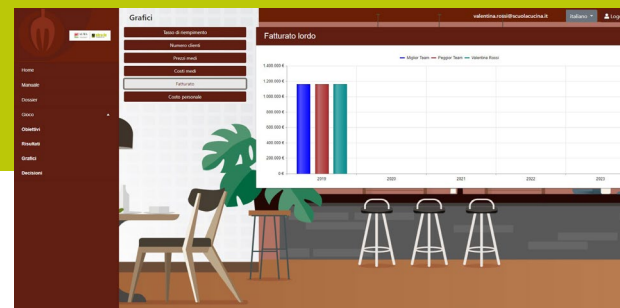 Grafici
Tasso di riempimento
Numero clienti
Prezzi medi
Costi medi
Fatturato
Costo personale
valentina.rossi@scuolacucina.it
Italiano
Logo
Fatturato lordo
Miglior Team
Peggior Team
Valentina Rossi
1.400.000 €
1.200.000 €
1.000.000 €
800.000 €
600.000 €
400.000 €
200.000 €
0 €
2019
2020
2021
2022
2023
Home
Manuale
Dossier
Gioco
Obiettivi
Risultati
Grafici
Decisioni